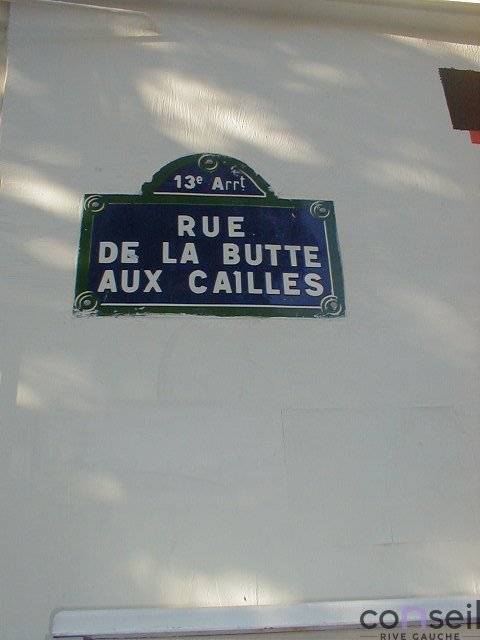 13e Arrt
RUE
DE LA BUTTE
AUX CAILLES
conseil
RIVE GAUCHE